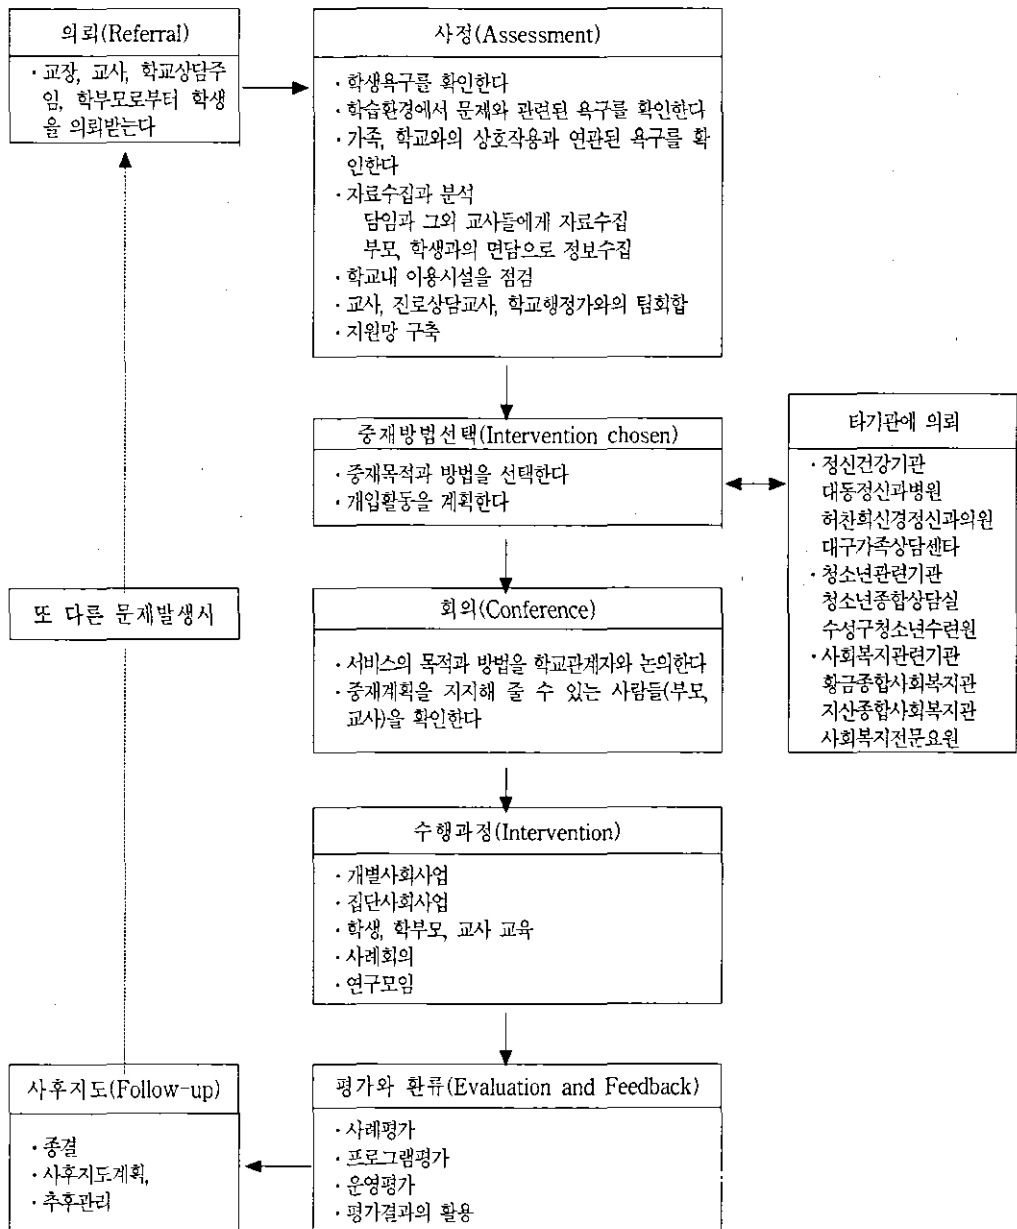 의뢰(Referral)
· 교장, 교사, 학교상담주
임, 학부모로부터 학생
을 의뢰받는다
사정(Assessment)
· 학생욕구를 확인한다
· 학습환경에서 문제와 관련된 욕구를 확인한다
· 가족, 학교와의 상호작용과 연관된 욕구를 확
인한다
· 자료수집과 분석
담임과 그외 교사들에게 자료수집
부모, 학생과의 면담으로 정보수집
· 학교내 이용시설을 점검
· 교사, 진로상담교사, 학교행정가와의 팀회합
· 지원망 구축
중재방법선택(Intervention chosen)
· 중재목적과 방법을 선택한다
· 개입활동을 계획한다
타기관에 의뢰
· 정신건강기관
대동정신과병원
허찬희신경정신과의원
대구가족상담센타
· 청소년관련기관
청소년종합상담실
수성구청소년수련원
· 사회복지관련기관
황금종합사회복지관
지산종합사회복지관
사회복지전문요원
또 다른 문제발생시
회의(Conference)
· 서비스의 목적과 방법을 학교관계자와 논의한다
· 중재계획을 지지해 줄 수 있는 사람들(부모,
교사)을 확인한다
수행과정(Intervention)
· 개별사회사업
· 집단사회사업
· 학생, 학부모, 교사 교육
· 사례회의
· 연구모임
사후지도(Follow-up)
· 종결
· 사후지도계획,
· 추후관리
평가와 환류(Evaluation and Feedback)
· 사례평가
· 프로그램평가
· 운영평가
· 평가결과의 활용